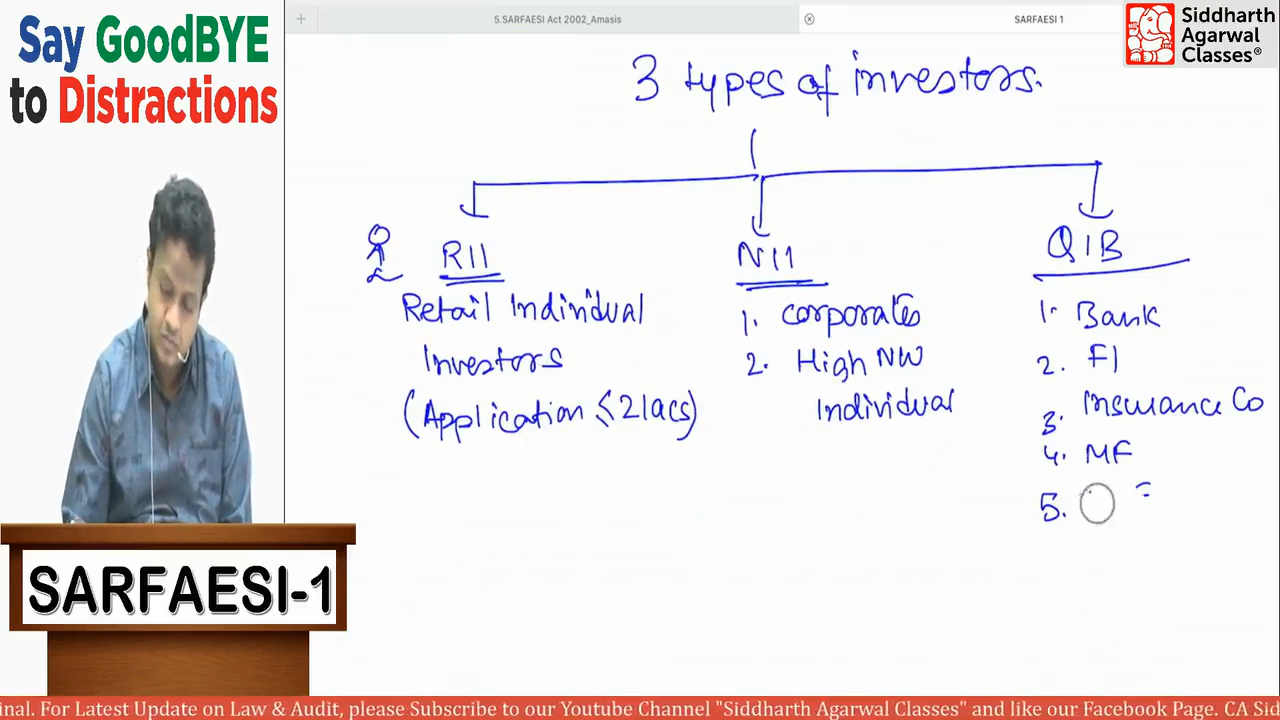 Say GoodBYE
to Distractions
5.SARFAESI Act 2002_Amasis
SARFAESI 1
Siddharth
Agarwal
Classes®
3 types of investors.
RII
Retail Individual
Investors
(Application ≤ 2 lacs)
NII
1. Corporates
2. High NW
Individual
QIB
1. Bank
2. FI
3. Insurance Co
4. MF
5.
SARFAESI-1
inal. For Latest Update on Law & Audit, please Subscribe to our Youtube Channel "Siddharth Agarwal Classes" and like our Facebook Page. CA Sid